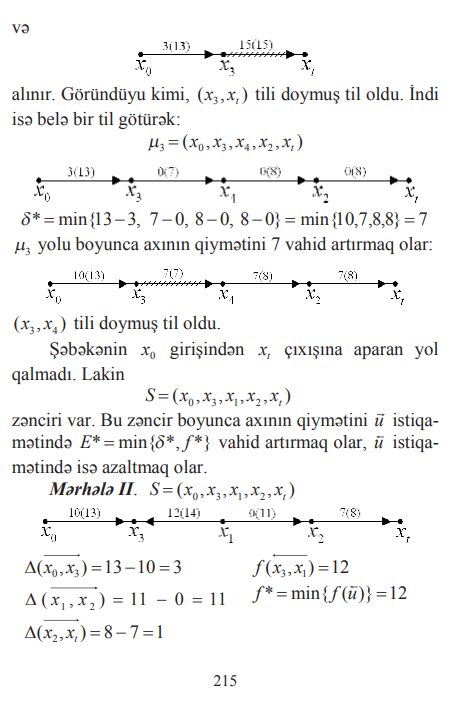 və
3(13) 15(15)
x₀ x₃ xₜ
alınır. Göründüyu kimi, (x₃, xₜ) tili doymuş til oldu. İndi
isə belə bir til götürək:
μ₃ = (x₀, x₃, x₄, x₂, xₜ)
3(13) 0(7) 0(8) 0(8)
x₀ x₃ x₄ x₂ xₜ
δ* = min{13−3, 7−0, 8−0, 8−0} = min{10,7,8,8} = 7
μ₃ yolu boyunca axının qiymətini 7 vahid artırmaq olar:
10(13) 7(7) 7(8) 7(8)
x₀ x₃ x₄ x₂ xₜ
(x₃, x₄) tili doymuş til oldu.
Şəbəkənin x₀ girişindən xₜ çıxışına aparan yol
qalmadı. Lakin
S = (x₀, x₃, x₁, x₂, xₜ)
zənciri var. Bu zəncir boyunca axının qiymətini u⃗ istiqa-
mətində E* = min{δ*, f*} vahid artırmaq olar, u⃖ istiqa-
mətində isə azaltmaq olar.
Mərhələ II. S = (x₀, x₃, x₁, x₂, xₜ)
10(13) 12(14) 0(11) 7(8)
x₀ x₃ x₁ x₂ xₜ
Δ(x₀, x₃) = 13 − 10 = 3 f(x₃, x₁) = 12
Δ(x₁, x₂) = 11 − 0 = 11 f* = min{f(u⃖)} = 12
Δ(x₂, xₜ) = 8 − 7 = 1
215